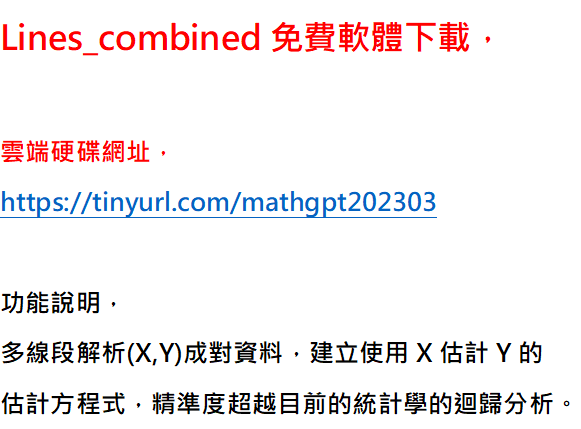 Lines_combined 免費軟體下載，
雲端硬碟網址，
https://tinyurl.com/mathgpt202303
功能說明，
多線段解析(X,Y)成對資料，建立使用 X 估計 Y 的
估計方程式，精準度超越目前的統計學的迴歸分析。